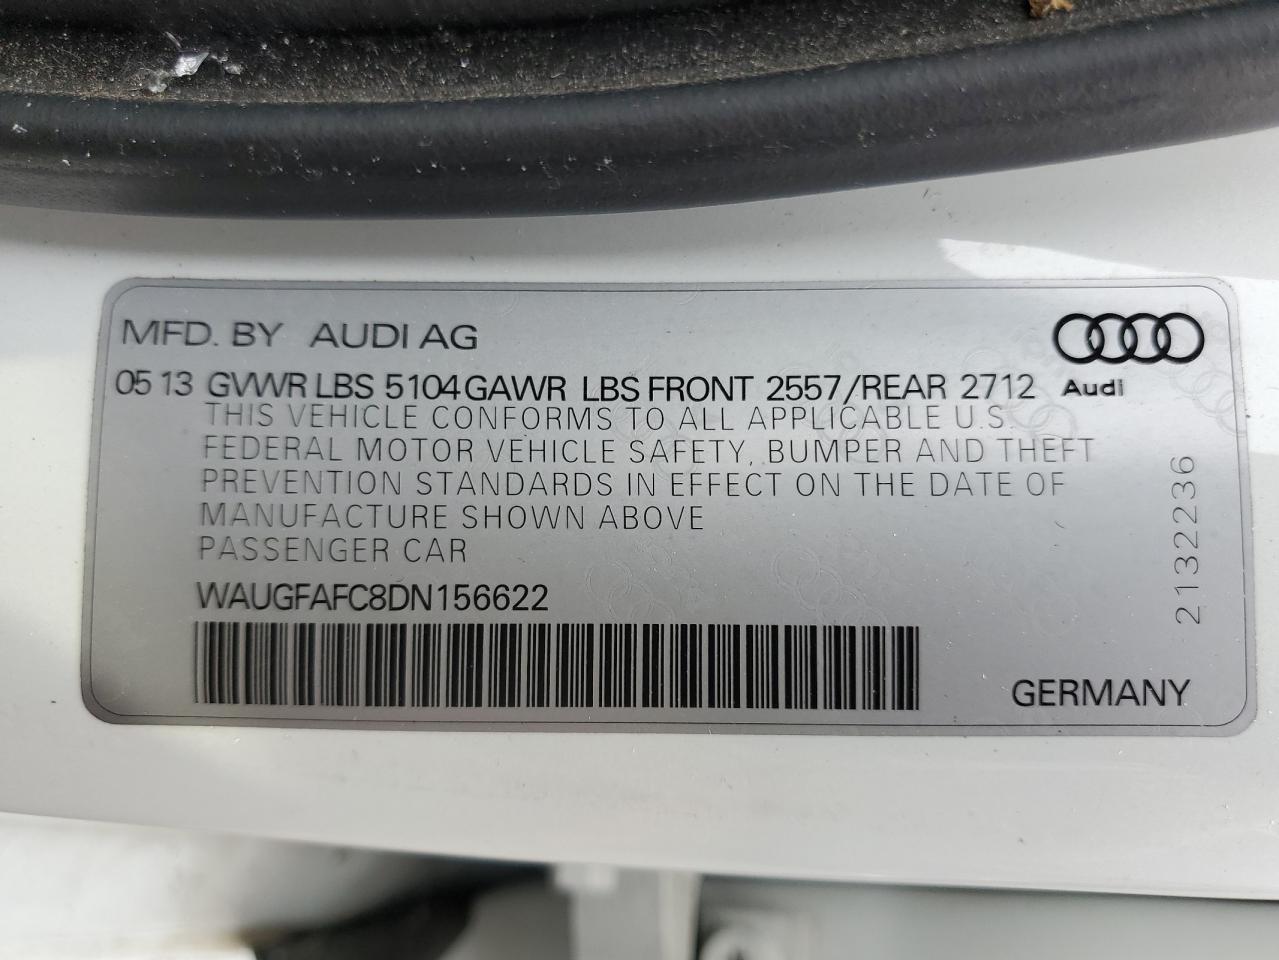 MFD. BY AUDI AG
05 13 GVWR LBS 5104 GAWR LBS FRONT 2557/REAR 2712
Audi
THIS VEHICLE CONFORMS TO ALL APPLICABLE U.S.
FEDERAL MOTOR VEHICLE SAFETY, BUMPER AND THEFT
PREVENTION STANDARDS IN EFFECT ON THE DATE OF
MANUFACTURE SHOWN ABOVE
PASSENGER CAR
WAUGFAFC8DN156622
2132236
GERMANY